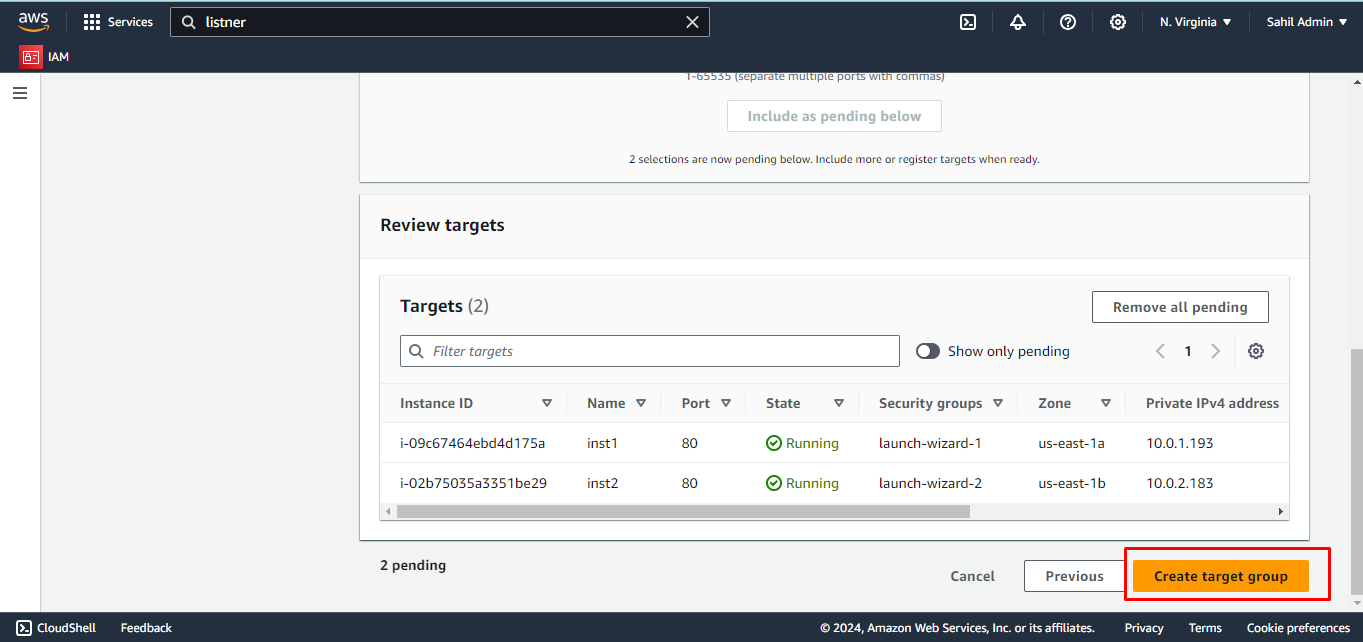 aws Services listner N. Virginia Sahil Admin
IAM
1-65535 (separate multiple ports with commas)
Include as pending below
2 selections are now pending below. Include more or register targets when ready.
Review targets
Targets (2)
Remove all pending
Filter targets Show only pending 1
Instance ID Name Port State Security groups Zone Private IPv4 address
i-09c67464ebd4d175a inst1 80 Running launch-wizard-1 us-east-1a 10.0.1.193
i-02b75035a3351be29 inst2 80 Running launch-wizard-2 us-east-1b 10.0.2.183
2 pending
Cancel Previous Create target group
CloudShell Feedback © 2024, Amazon Web Services, Inc. or its affiliates. Privacy Terms Cookie preferences